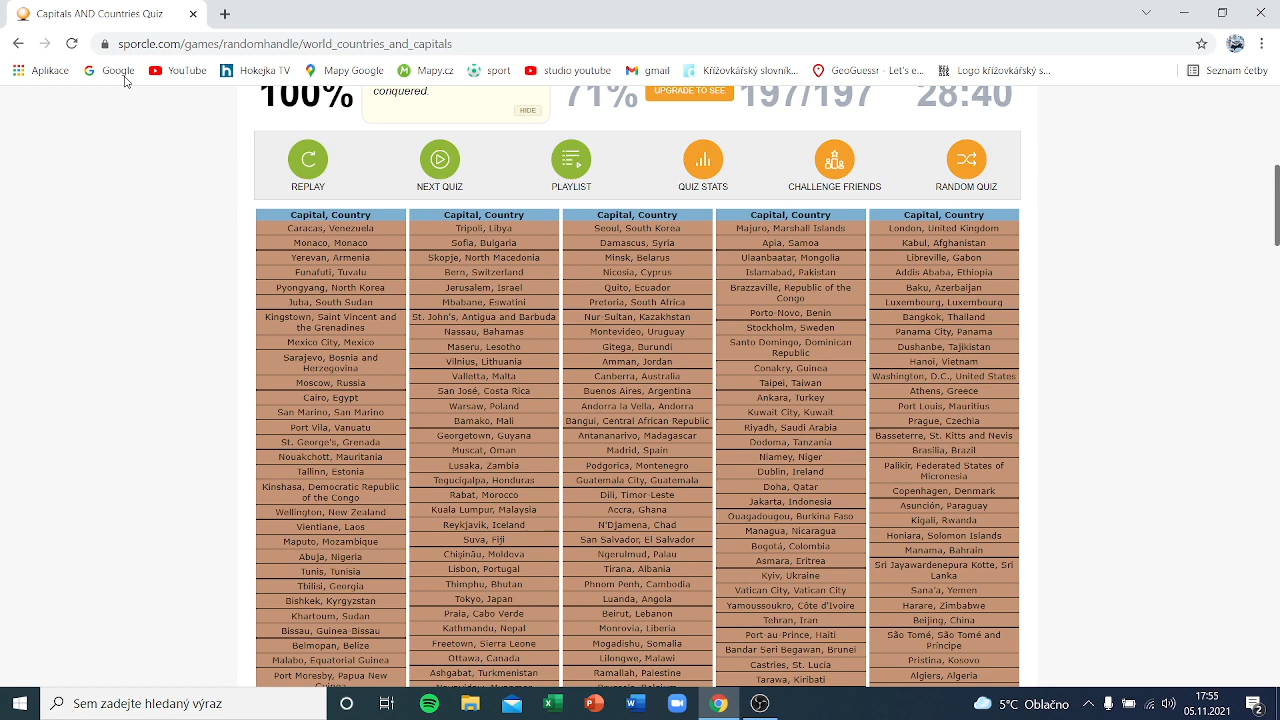 Capitals AND Countries Quiz
sporcle.com/games/nscox/countries_capitals
Aplikace Google YouTube Hokejka TV Mapy Google Mapy.cz sport studio youtube gmail Křížovkářský slovník... GeoGuessr - Let's e... Logo křovkářský s... Seznam četby
100% conquered. 71% UPGRADE TO SEE 197/197 28:40
HIDE
REPLAY NEXT QUIZ PLAYLIST QUIZ STATS CHALLENGE FRIENDS RANDOM QUIZ
Capital, Country
Caracas, Venezuela
Monaco, Monaco
Yerevan, Armenia
Funafuti, Tuvalu
Pyongyang, North Korea
Juba, South Sudan
Kingstown, Saint Vincent and
the Grenadines
Mexico City, Mexico
Sarajevo, Bosnia and
Herzegovina
Moscow, Russia
Cairo, Egypt
San Marino, San Marino
Port Vila, Vanuatu
St. George's, Grenada
Nouakchott, Mauritania
Tallinn, Estonia
Kinshasa, Democratic Republic
of the Congo
Wellington, New Zealand
Vientiane, Laos
Maputo, Mozambique
Abuja, Nigeria
Tunis, Tunisia
Tbilisi, Georgia
Bishkek, Kyrgyzstan
Khartoum, Sudan
Bissau, Guinea-Bissau
Belmopan, Belize
Malabo, Equatorial Guinea
Port Moresby, Papua New
Guinea
Capital, Country
Tripoli, Libya
Sofia, Bulgaria
Skopje, North Macedonia
Bern, Switzerland
Jerusalem, Israel
Mbabane, Eswatini
St. John's, Antigua and Barbuda
Nassau, Bahamas
Maseru, Lesotho
Vilnius, Lithuania
Valletta, Malta
San José, Costa Rica
Warsaw, Poland
Bamako, Mali
Georgetown, Guyana
Muscat, Oman
Lusaka, Zambia
Tegucigalpa, Honduras
Rabat, Morocco
Kuala Lumpur, Malaysia
Reykjavik, Iceland
Suva, Fiji
Chișinău, Moldova
Lisbon, Portugal
Thimphu, Bhutan
Tokyo, Japan
Praia, Cabo Verde
Kathmandu, Nepal
Freetown, Sierra Leone
Ottawa, Canada
Ashgabat, Turkmenistan
Capital, Country
Seoul, South Korea
Damascus, Syria
Minsk, Belarus
Nicosia, Cyprus
Quito, Ecuador
Pretoria, South Africa
Nur-Sultan, Kazakhstan
Montevideo, Uruguay
Gitega, Burundi
Amman, Jordan
Canberra, Australia
Buenos Aires, Argentina
Andorra la Vella, Andorra
Bangui, Central African Republic
Antananarivo, Madagascar
Madrid, Spain
Podgorica, Montenegro
Guatemala City, Guatemala
Dili, Timor-Leste
Accra, Ghana
N'Djamena, Chad
San Salvador, El Salvador
Ngerulmud, Palau
Tirana, Albania
Phnom Penh, Cambodia
Luanda, Angola
Beirut, Lebanon
Monrovia, Liberia
Mogadishu, Somalia
Lilongwe, Malawi
Ramallah, Palestine
Capital, Country
Majuro, Marshall Islands
Apia, Samoa
Ulaanbaatar, Mongolia
Islamabad, Pakistan
Brazzaville, Republic of the
Congo
Porto-Novo, Benin
Stockholm, Sweden
Santo Domingo, Dominican
Republic
Conakry, Guinea
Taipei, Taiwan
Ankara, Turkey
Kuwait City, Kuwait
Riyadh, Saudi Arabia
Dodoma, Tanzania
Niamey, Niger
Dublin, Ireland
Doha, Qatar
Jakarta, Indonesia
Ouagadougou, Burkina Faso
Managua, Nicaragua
Bogotá, Colombia
Asmara, Eritrea
Kyiv, Ukraine
Vatican City, Vatican City
Yamoussoukro, Côte d'Ivoire
Tehran, Iran
Port-au-Prince, Haiti
Bandar Seri Begawan, Brunei
Castries, St. Lucia
Tarawa, Kiribati
Capital, Country
London, United Kingdom
Kabul, Afghanistan
Libreville, Gabon
Addis Ababa, Ethiopia
Baku, Azerbaijan
Luxembourg, Luxembourg
Bangkok, Thailand
Panama City, Panama
Dushanbe, Tajikistan
Hanoi, Vietnam
Washington, D.C., United States
Athens, Greece
Port Louis, Mauritius
Prague, Czechia
Basseterre, St. Kitts and Nevis
Brasília, Brazil
Palikir, Federated States of
Micronesia
Copenhagen, Denmark
Asunción, Paraguay
Kigali, Rwanda
Honiara, Solomon Islands
Manama, Bahrain
Sri Jayawardenepura Kotte, Sri
Lanka
Sana'a, Yemen
Harare, Zimbabwe
Beijing, China
São Tomé, São Tomé and
Príncipe
Pristina, Kosovo
Algiers, Algeria
Sem zadejte hledaný výraz
9°C Oblačno
17:55
05.11.2021